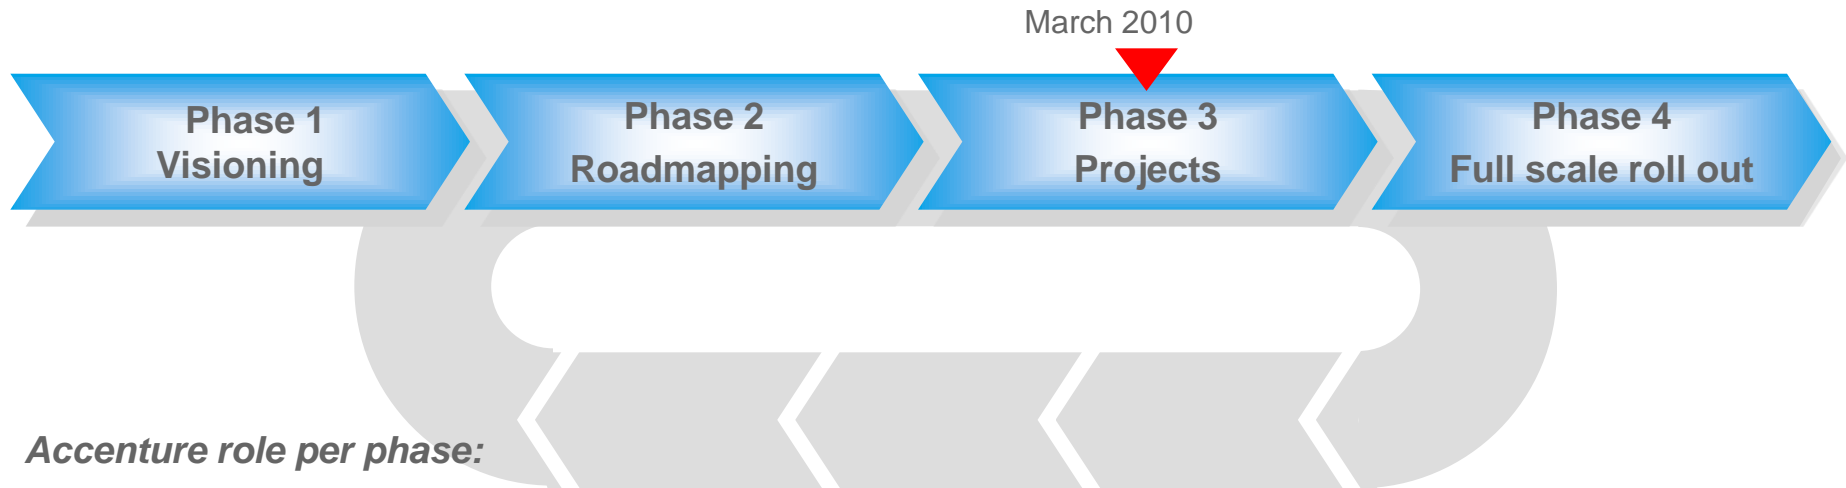 March 2010
Phase 1
Visioning
Phase 2
Roadmapping
Phase 3
Projects
Phase 4
Full scale roll out
Accenture role per phase: